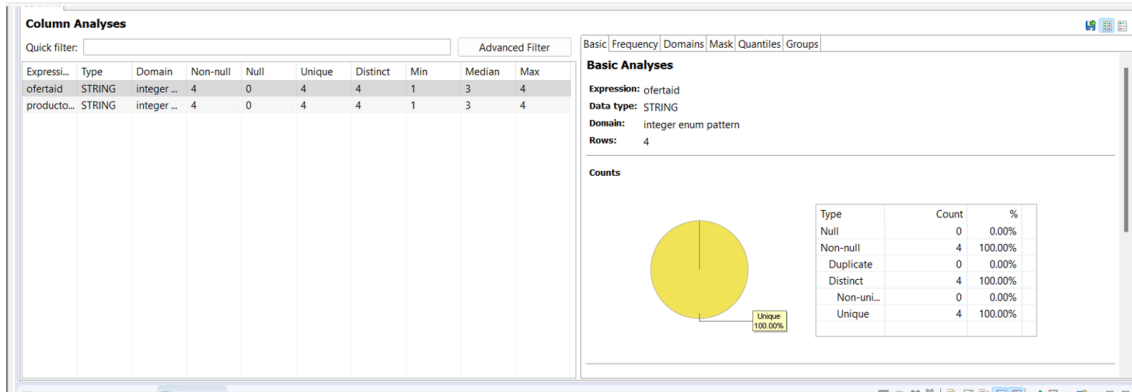 Column Analyses
Quick filter:
Advanced Filter
Expressi... Type Domain Non-null Null Unique Distinct Min Median Max
ofertaid STRING integer ... 4 0 4 4 1 3 4
producto... STRING integer ... 4 0 4 4 1 3 4
Basic Frequency Domains Mask Quantiles Groups
Basic Analyses
Expression: ofertaid
Data type: STRING
Domain: integer enum pattern
Rows: 4
Counts
Unique
100.00%
Type Count %
Null 0 0.00%
Non-null 4 100.00%
Duplicate 0 0.00%
Distinct 4 100.00%
Non-uni... 0 0.00%
Unique 4 100.00%